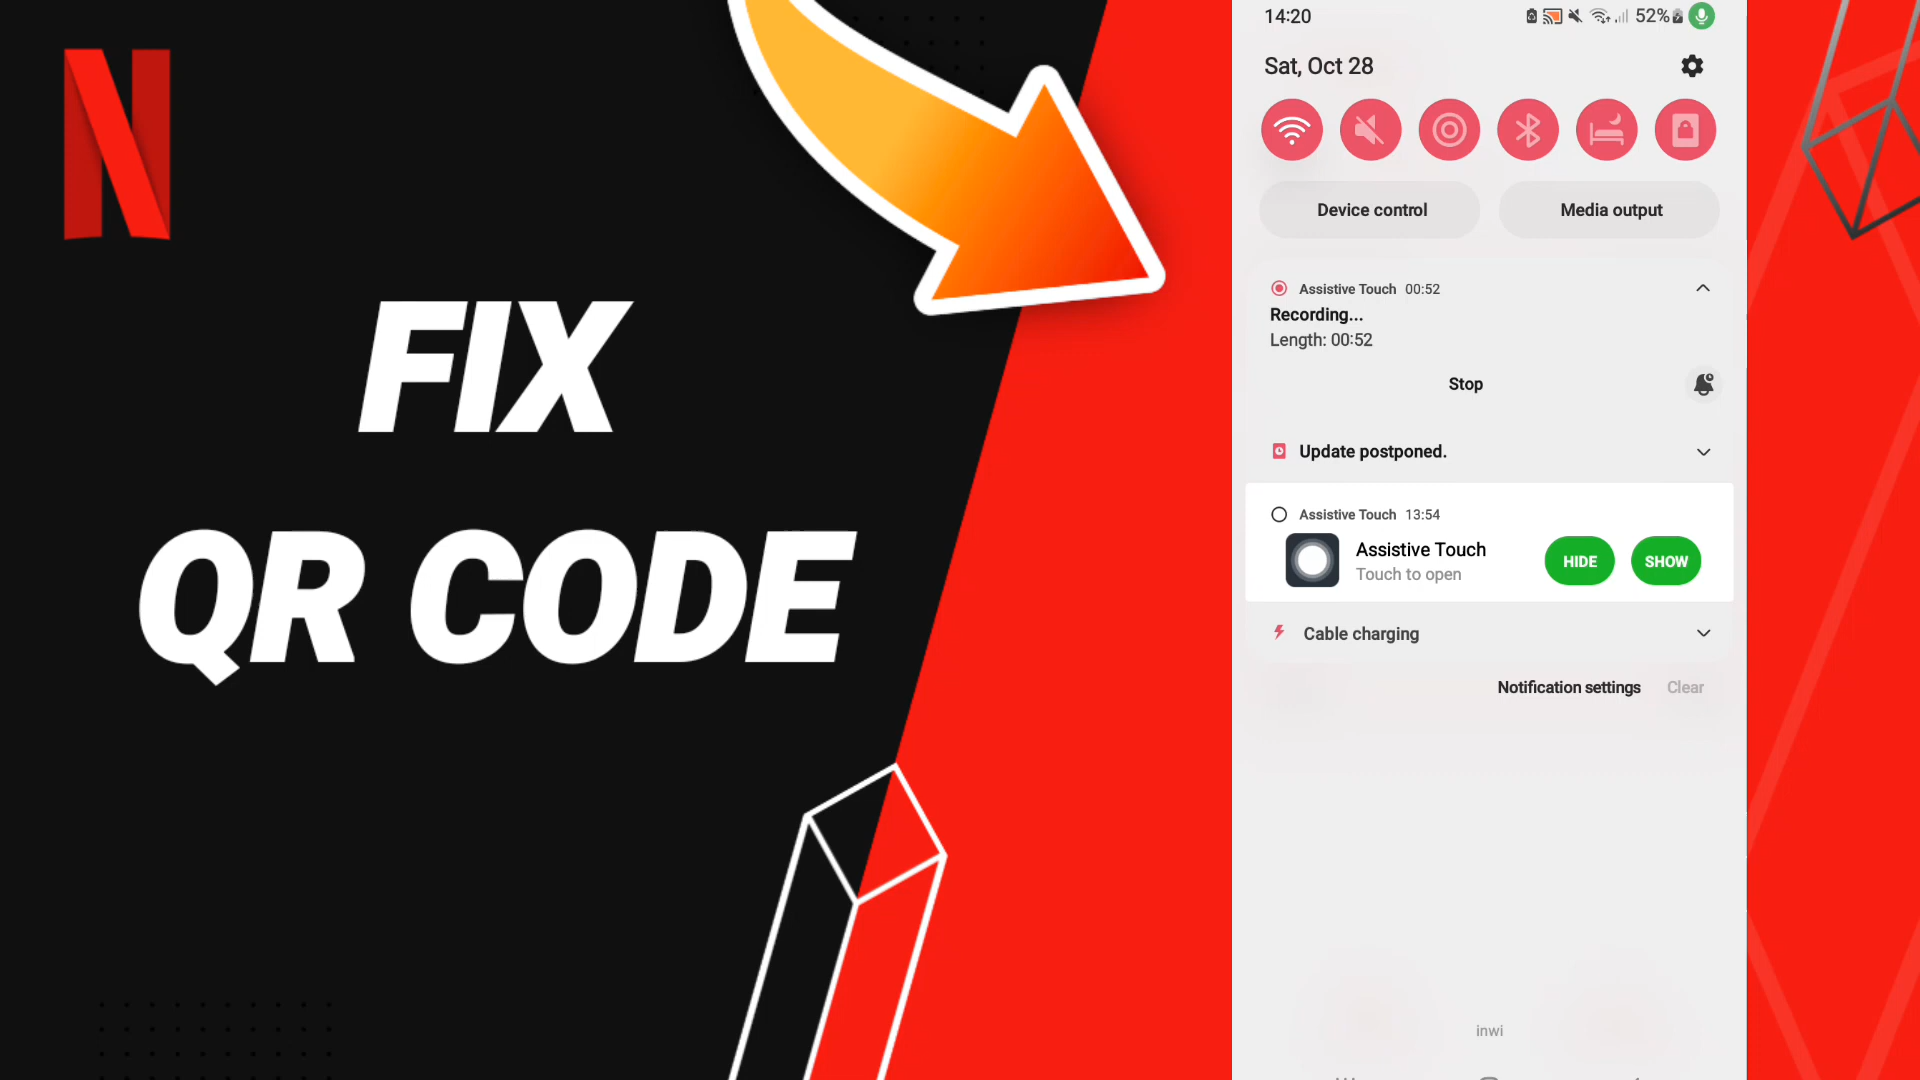 N
FIX
QR CODE
14:20
52%
Sat, Oct 28
Device control
Media output
Assistive Touch 00:52
Recording...
Length: 00:52
Stop
Update postponed.
Assistive Touch 13:54
Assistive Touch
Touch to open
HIDE
SHOW
Cable charging
Notification settings
Clear
inwi